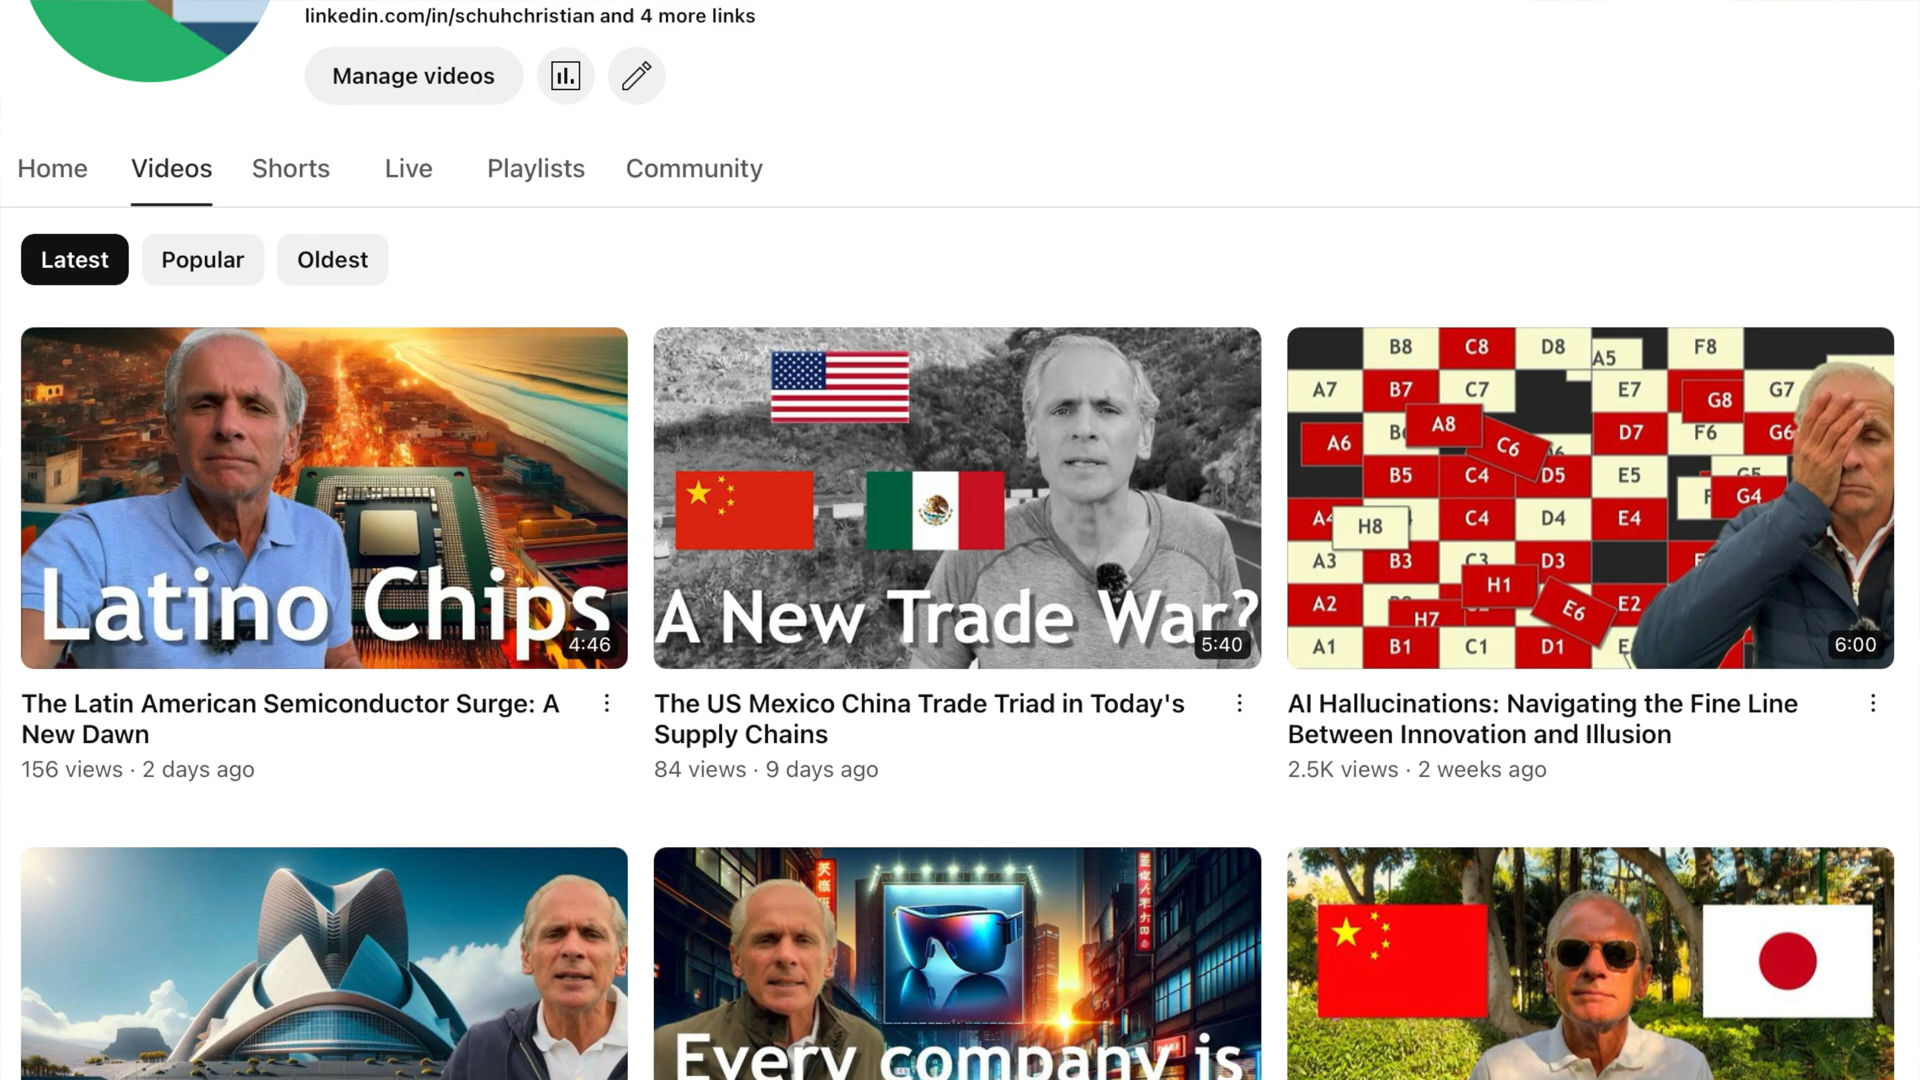 linkedin.com/in/schuhchristian and 4 more links
Manage videos
Home Videos Shorts Live Playlists Community
Latest Popular Oldest
Latino Chips
4:46
A New Trade War?
5:40
B8 C8 D8 A5 F8
A7 B7 C7 E7 G8 G7
A6 A8 C6 D7 F6 G6
B5 C4 D5 E5 G5 G4
A4 H8 C4 D4 E4
A3 B3 C3 D3
A2 H7 H1 E6 E2
A1 B1 C1 D1
6:00
The Latin American Semiconductor Surge: A
New Dawn
156 views · 2 days ago
The US Mexico China Trade Triad in Today's
Supply Chains
84 views · 9 days ago
AI Hallucinations: Navigating the Fine Line
Between Innovation and Illusion
2.5K views · 2 weeks ago
Every company is